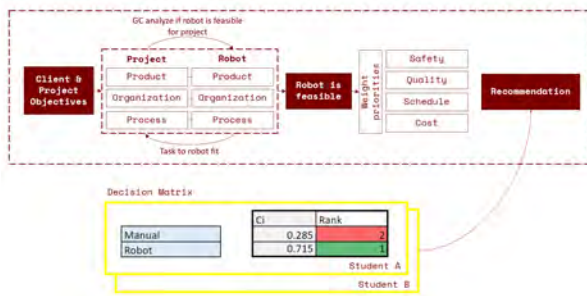 GC analyze if robot is feasible
for project
Client &
Project
Objectives
Project Robot
Product Product
Organization Organization
Process Process
Task to robot fit
Robot is
feasible
Weight
priorities
Safety
Quality
Schedule
Cost
Recommendation
Decision Matrix
Ci Rank
Manual 0.285 2
Robot 0.715 1
Student A
Student B